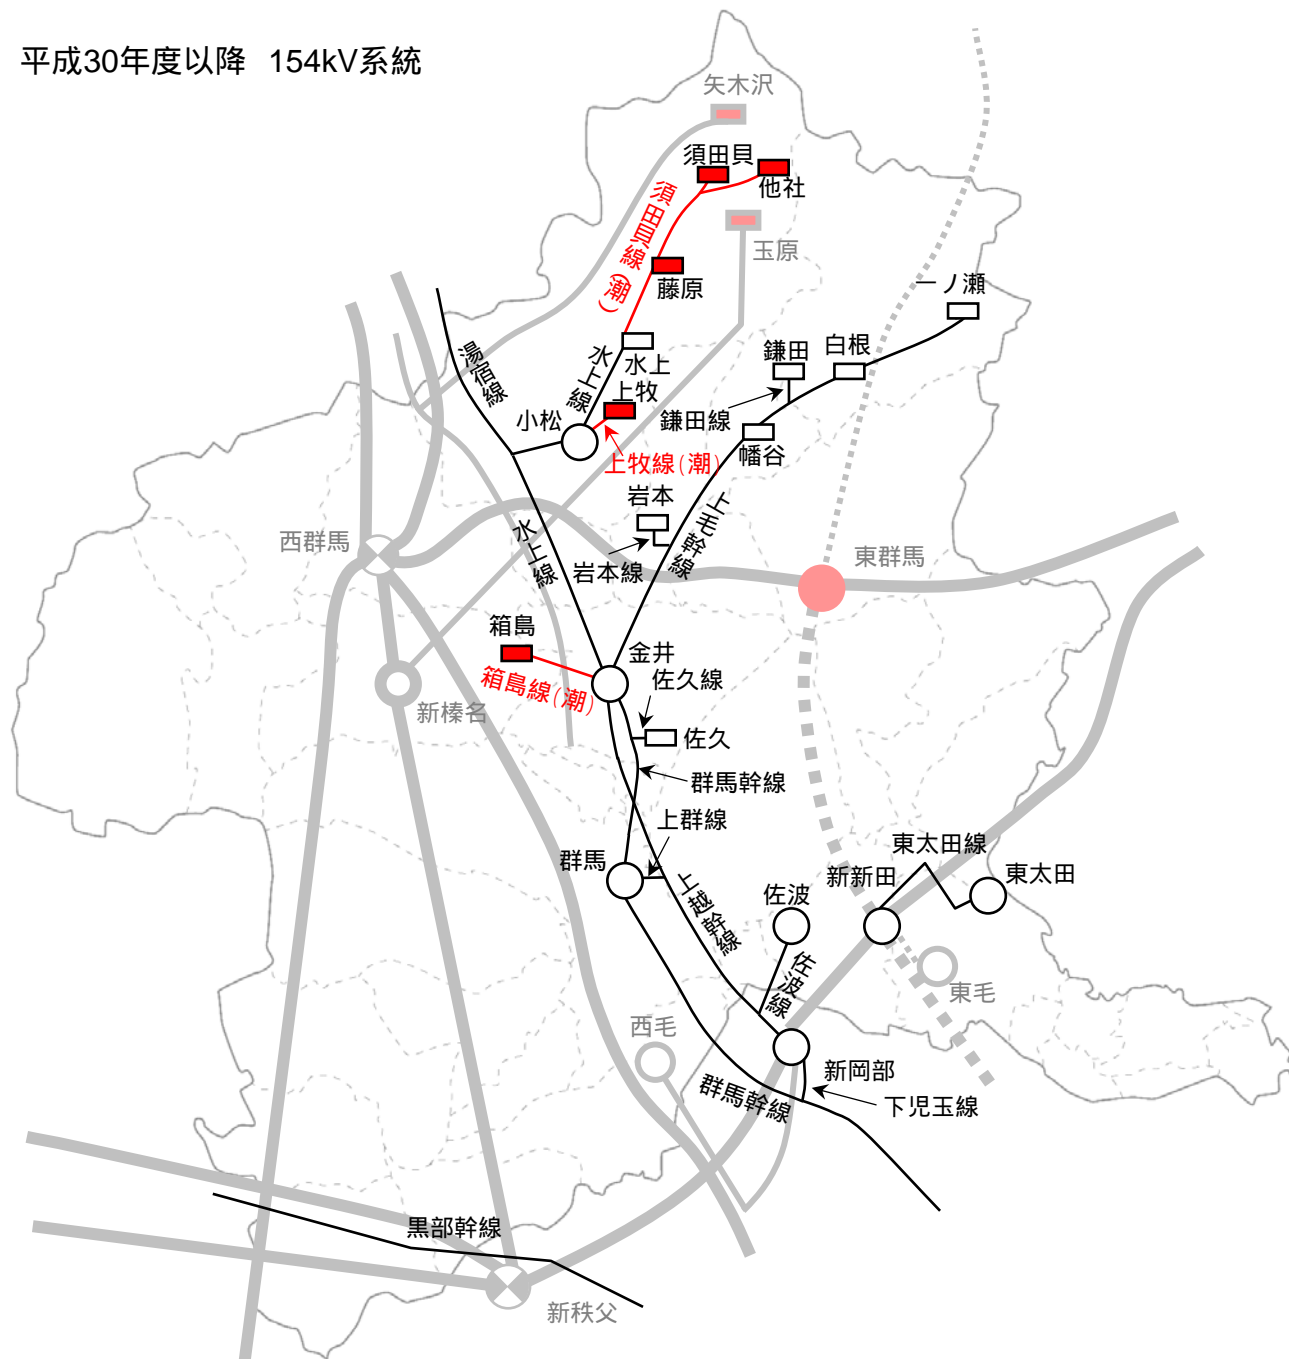 平成30年度以降 154kV系統
矢木沢
須田貝
他社
須田貝線(潮)
玉原
藤原
一ノ瀬
水上
水上線
湯宿線
鎌田
白根
上牧
小松
鎌田線
幡谷
上牧線(潮)
岩本
上毛幹線
水上線
西群馬
岩本線
東群馬
箱島
金井
箱島線(潮)
佐久線
新榛名
佐久
群馬幹線
上群線
群馬
東太田線
新新田
東太田
上越幹線
佐波
佐波線
東毛
西毛
新岡部
群馬幹線
下児玉線
黒部幹線
新秩父